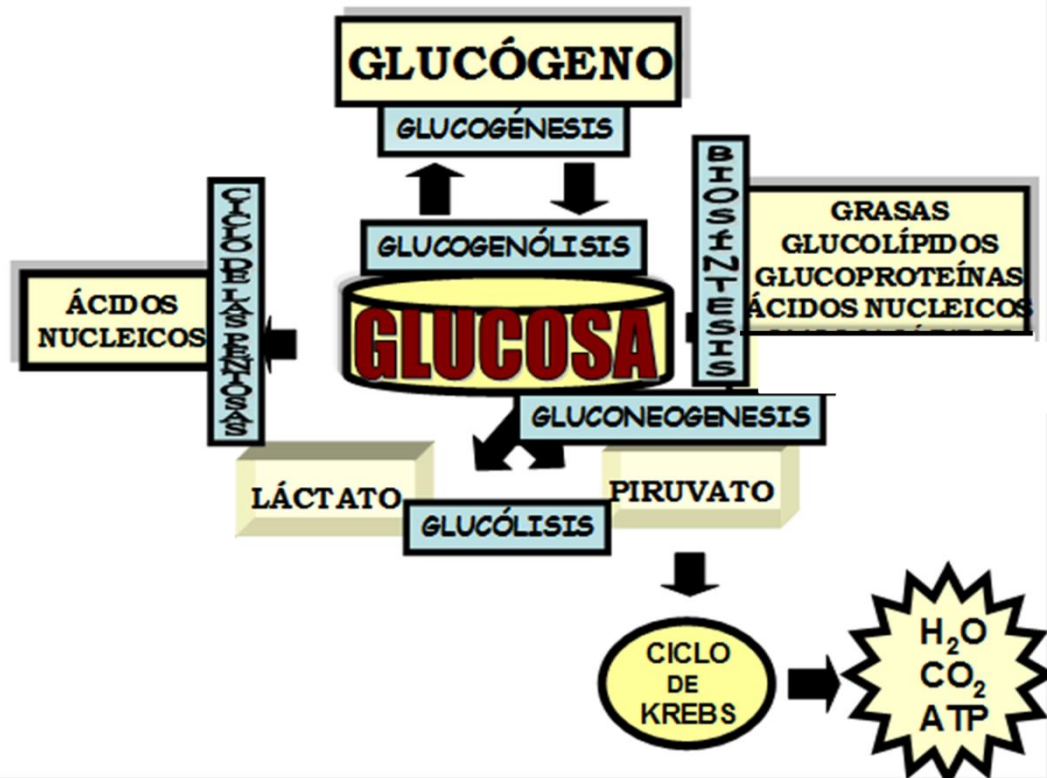 GLUCÓGENO
GLUCOGÉNESIS
GLUCOGENÓLISIS
GLUCOSA
CICLO DE LAS PENTOSAS
ÁCIDOS
NUCLEICOS
BIOSÍNTESIS
GRASAS
GLUCOLÍPIDOS
GLUCOPROTEÍNAS
ÁCIDOS NUCLEICOS
GLUCONEOGENESIS
LÁCTATO
PIRUVATO
GLUCÓLISIS
CICLO
DE
KREBS
H₂O
CO₂
ATP